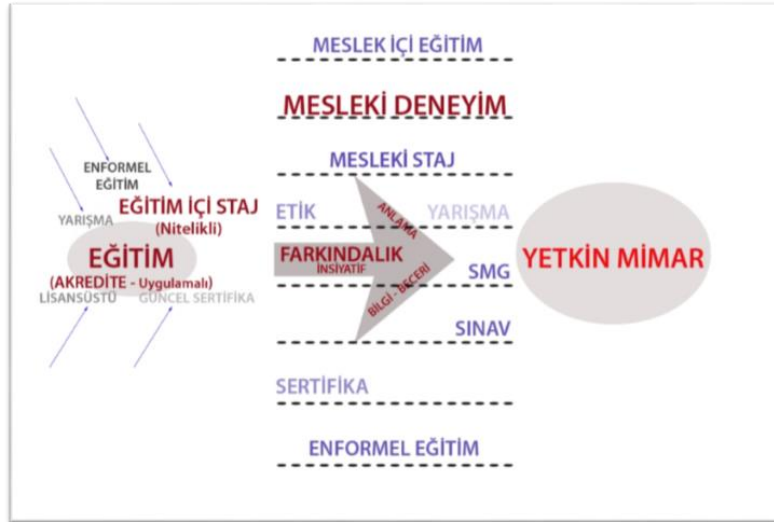 MESLEK İÇİ EĞİTİM
MESLEKİ DENEYİM
MESLEKİ STAJ
ENFORMEL
EĞİTİM
YARIŞMA
EĞİTİM İÇİ STAJ
(Nitelikli)
EĞİTİM
(AKREDİTE - Uygulamalı)
LİSANSÜSTÜ
GÜNCEL SERTİFİKA
ETİK
YARIŞMA
ANLAMA
FARKINDALIK
İNSİYATİF
BİLGİ - BECERİ
SMG
SINAV
SERTİFİKA
ENFORMEL EĞİTİM
YETKİN MİMAR